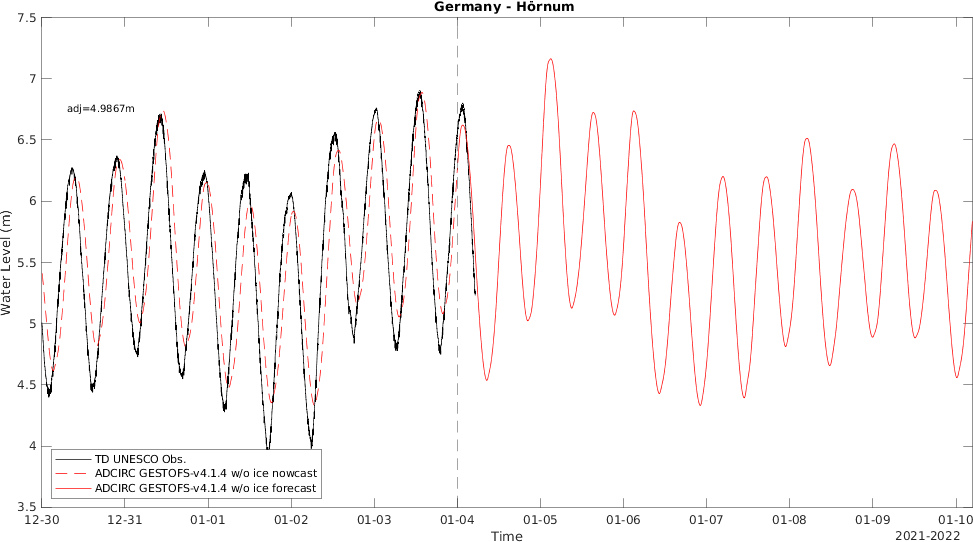 Germany - Hörnum
7.5
7
6.5
6
5.5
5
4.5
4
3.5
Water Level (m)
adj=4.9867m
TD UNESCO Obs.
ADCIRC GESTOFS-v4.1.4 w/o ice nowcast
ADCIRC GESTOFS-v4.1.4 w/o ice forecast
12-30 12-31 01-01 01-02 01-03 01-04 01-05 01-06 01-07 01-08 01-09 01-10
Time
2021-2022